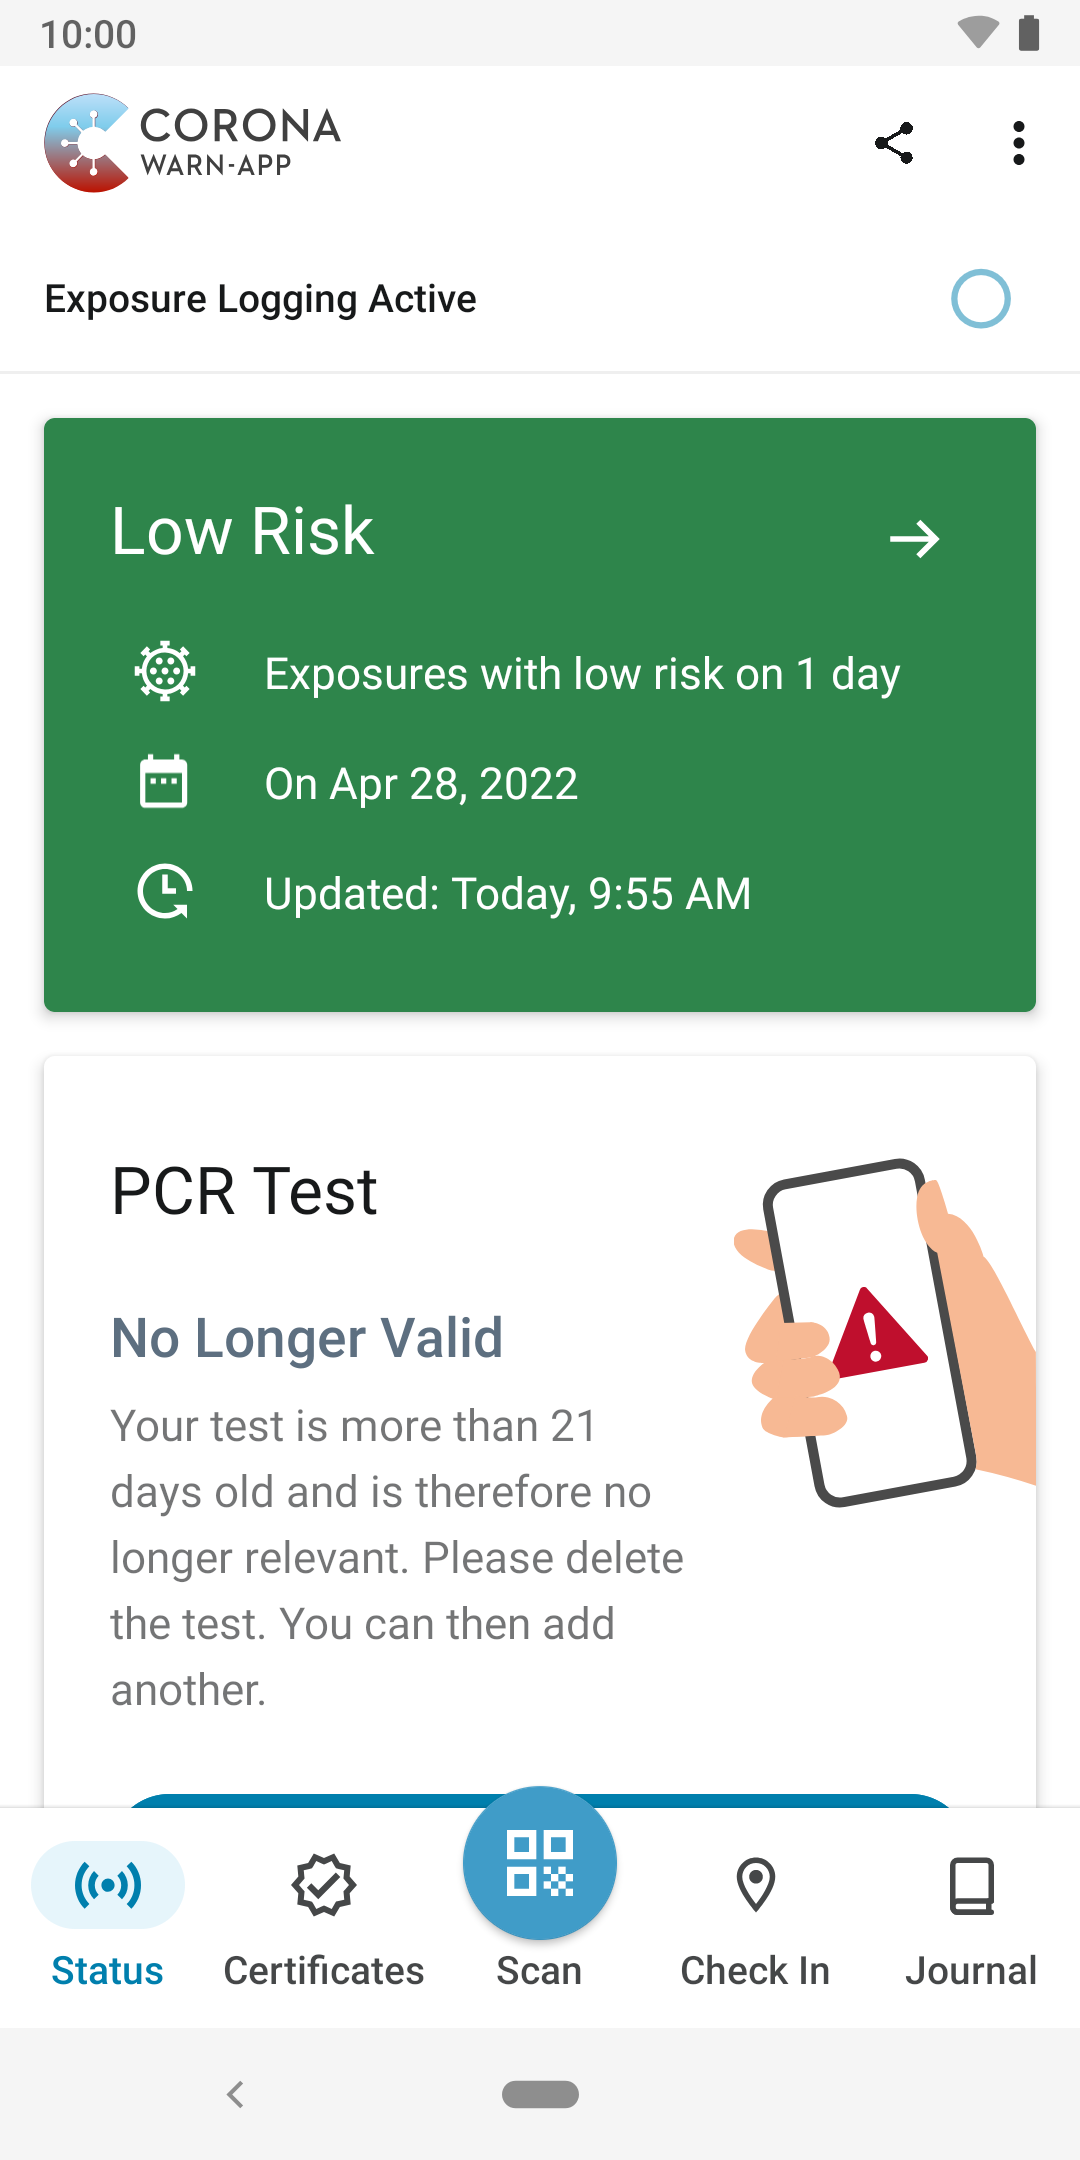 10:00
CORONA
WARN-APP
Exposure Logging Active
Low Risk
Exposures with low risk on 1 day
On Apr 28, 2022
Updated: Today, 9:55 AM
PCR Test
No Longer Valid
Your test is more than 21
days old and is therefore no
longer relevant. Please delete
the test. You can then add
another.
Status
Certificates
Scan
Check In
Journal